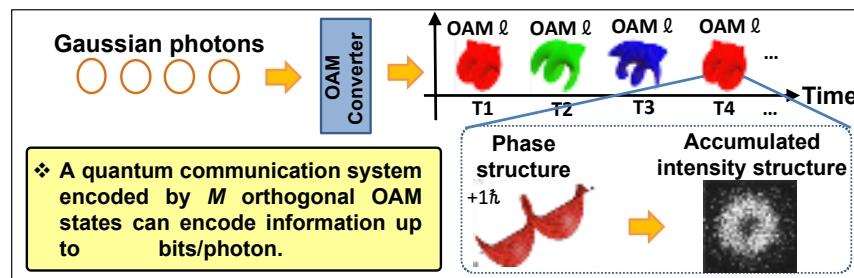 Gaussian photons
OAM
Converter
OAM ℓ OAM ℓ OAM ℓ OAM ℓ
...
T1 T2 T3 T4 ...
Time
❖ A quantum communication system
encoded by M orthogonal OAM
states can encode information up
to bits/photon.
Phase
structure
+1ħ
Accumulated
intensity structure